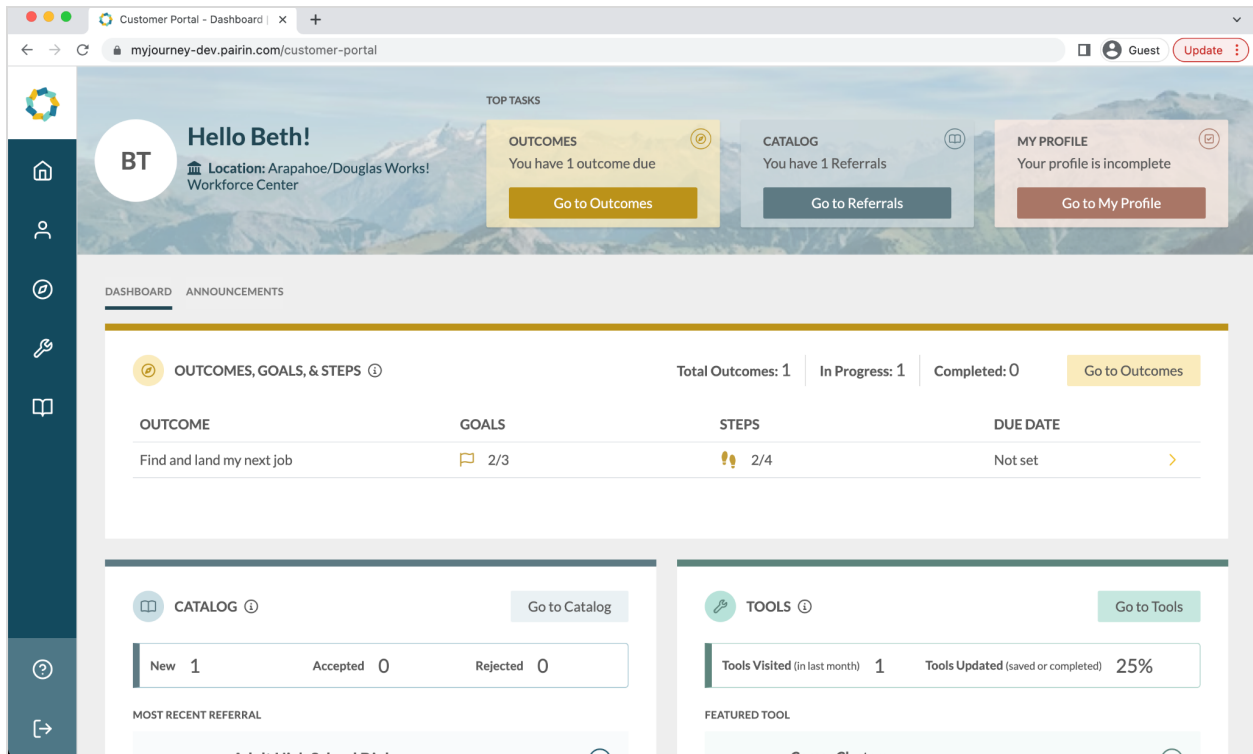 Customer Portal - Dashboard |
myjourney-dev.pairin.com/customer-portal
Guest
Update
TOP TASKS
BT
Hello Beth!
Location: Arapahoe/Douglas Works!
Workforce Center
OUTCOMES
You have 1 outcome due
Go to Outcomes
CATALOG
You have 1 Referrals
Go to Referrals
MY PROFILE
Your profile is incomplete
Go to My Profile
DASHBOARD ANNOUNCEMENTS
OUTCOMES, GOALS, & STEPS
Total Outcomes: 1 In Progress: 1 Completed: 0
Go to Outcomes
OUTCOME GOALS STEPS DUE DATE
Find and land my next job 2/3 2/4 Not set
CATALOG
Go to Catalog
New 1 Accepted 0 Rejected 0
MOST RECENT REFERRAL
TOOLS
Go to Tools
Tools Visited (in last month) 1 Tools Updated (saved or completed) 25%
FEATURED TOOL